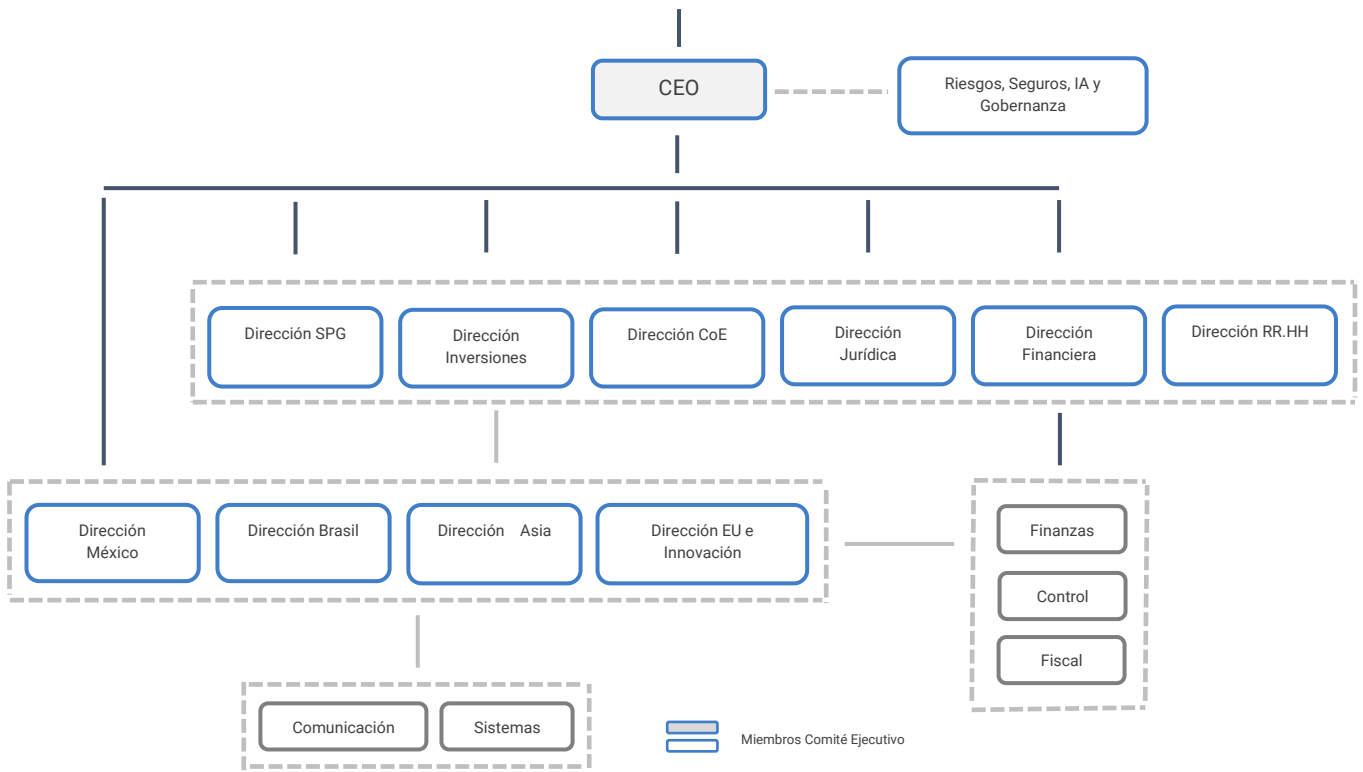 CEO
Riesgos, Seguros, IA y
Gobernanza
Dirección SPG
Dirección
Inversiones
Dirección CoE
Dirección
Jurídica
Dirección
Financiera
Dirección RR.HH
Dirección
México
Dirección Brasil
Dirección Asia
Dirección EU e
Innovación
Finanzas
Control
Fiscal
Comunicación
Sistemas
Miembros Comité Ejecutivo